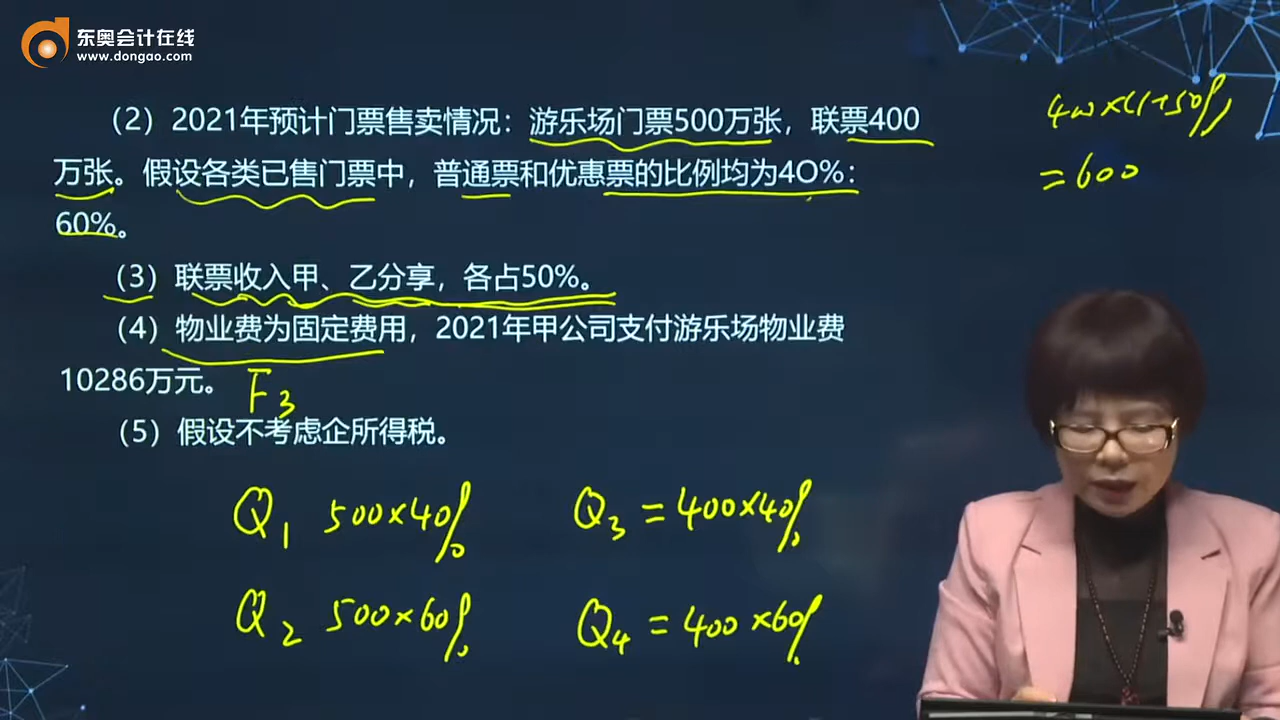 东奥会计在线
www.dongao.com
(2)2021年预计门票售卖情况:游乐场门票500万张,联票400
万张。假设各类已售门票中,普通票和优惠票的比例均为4O%:
60%。
(3)联票收入甲、乙分享,各占50%。
(4)物业费为固定费用,2021年甲公司支付游乐场物业费
10286万元。
(5)假设不考虑企所得税。
400×(1+50%)
=600
F3
Q1 500×40%
Q3=400×40%
Q2 500×60%
Q4=400×60%